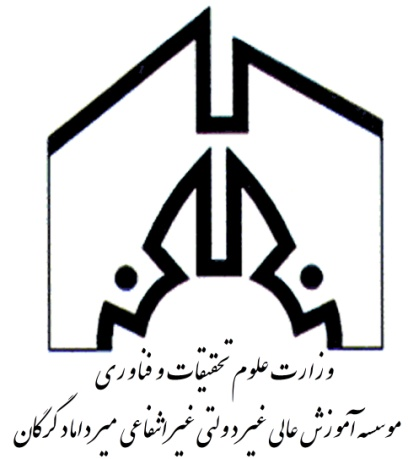 وزارت علوم تحقیقات و فناوری
موسسه آموزش عالی غیردولتی غیرانتفاعی میرداماد گرگان